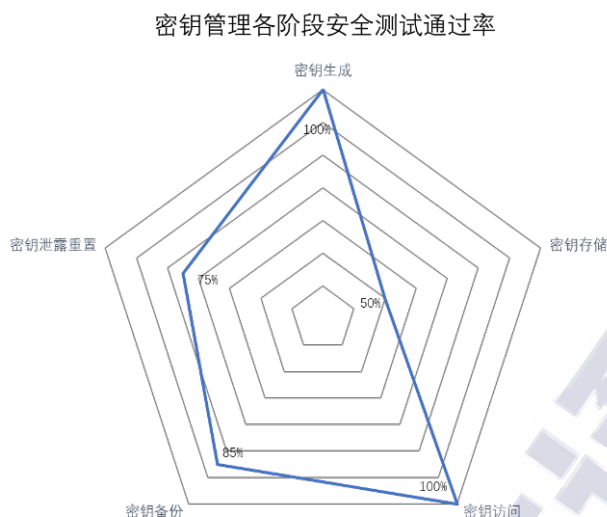 密钥管理各阶段安全测试通过率
密钥生成
100%
密钥泄露重置
密钥存储
75%
50%
85%
100%
密钥备份
密钥访问